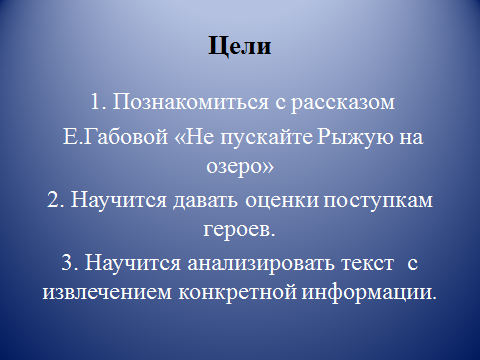 Цели
1. Познакомиться с рассказом
Е.Габовой «Не пускайте Рыжую на
озеро»
2. Научится давать оценки поступкам
героев.
3. Научится анализировать текст с
извлечением конкретной информации.